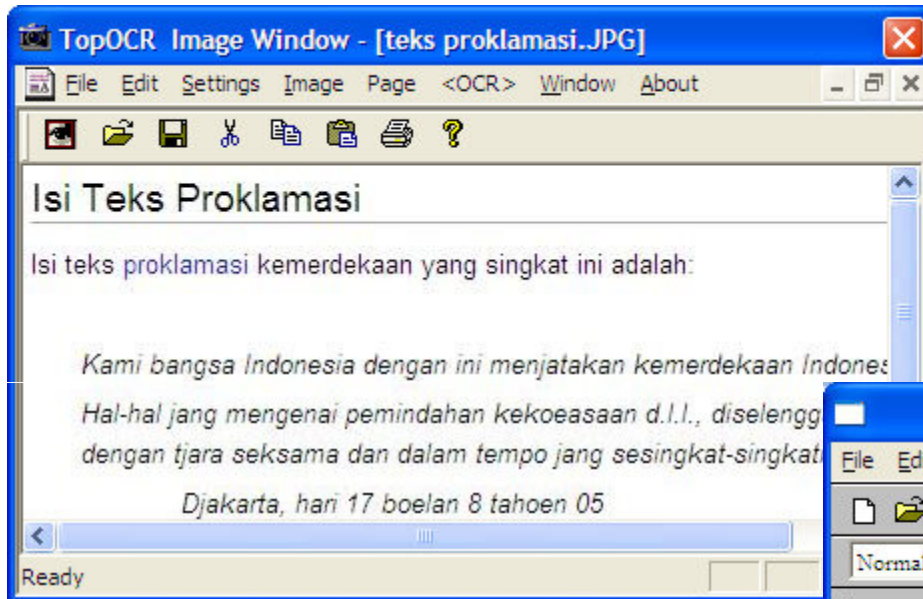 TopOCR Image Window - [teks proklamasi.JPG]
File Edit Settings Image Page <OCR> Window About
Isi Teks Proklamasi
Isi teks proklamasi kemerdekaan yang singkat ini adalah:
Kami bangsa Indonesia dengan ini menjatakan kemerdekaan Indones
Hal-hal jang mengenai pemindahan kekoeasaan d.l.l., diselengg
dengan tjara seksama dan dalam tempo jang sesingkat-singkat
Djakarta, hari 17 boelan 8 tahoen 05
Ready
File Ed
Norma